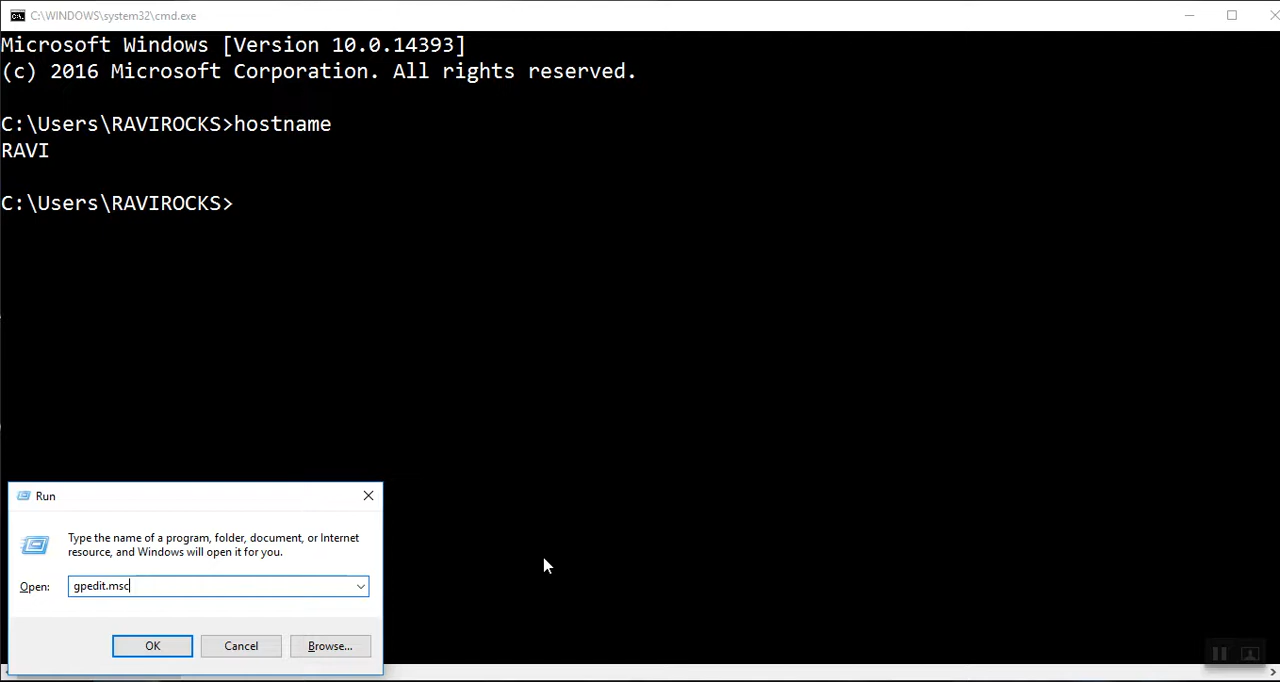 C:\WINDOWS\system32\cmd.exe
Microsoft Windows [Version 10.0.14393]
(c) 2016 Microsoft Corporation. All rights reserved.
C:\Users\RAVIROCKS>hostname
RAVI
C:\Users\RAVIROCKS>
Run
Type the name of a program, folder, document, or Internet
resource, and Windows will open it for you.
Open: gpedit.msc
OK Cancel Browse...